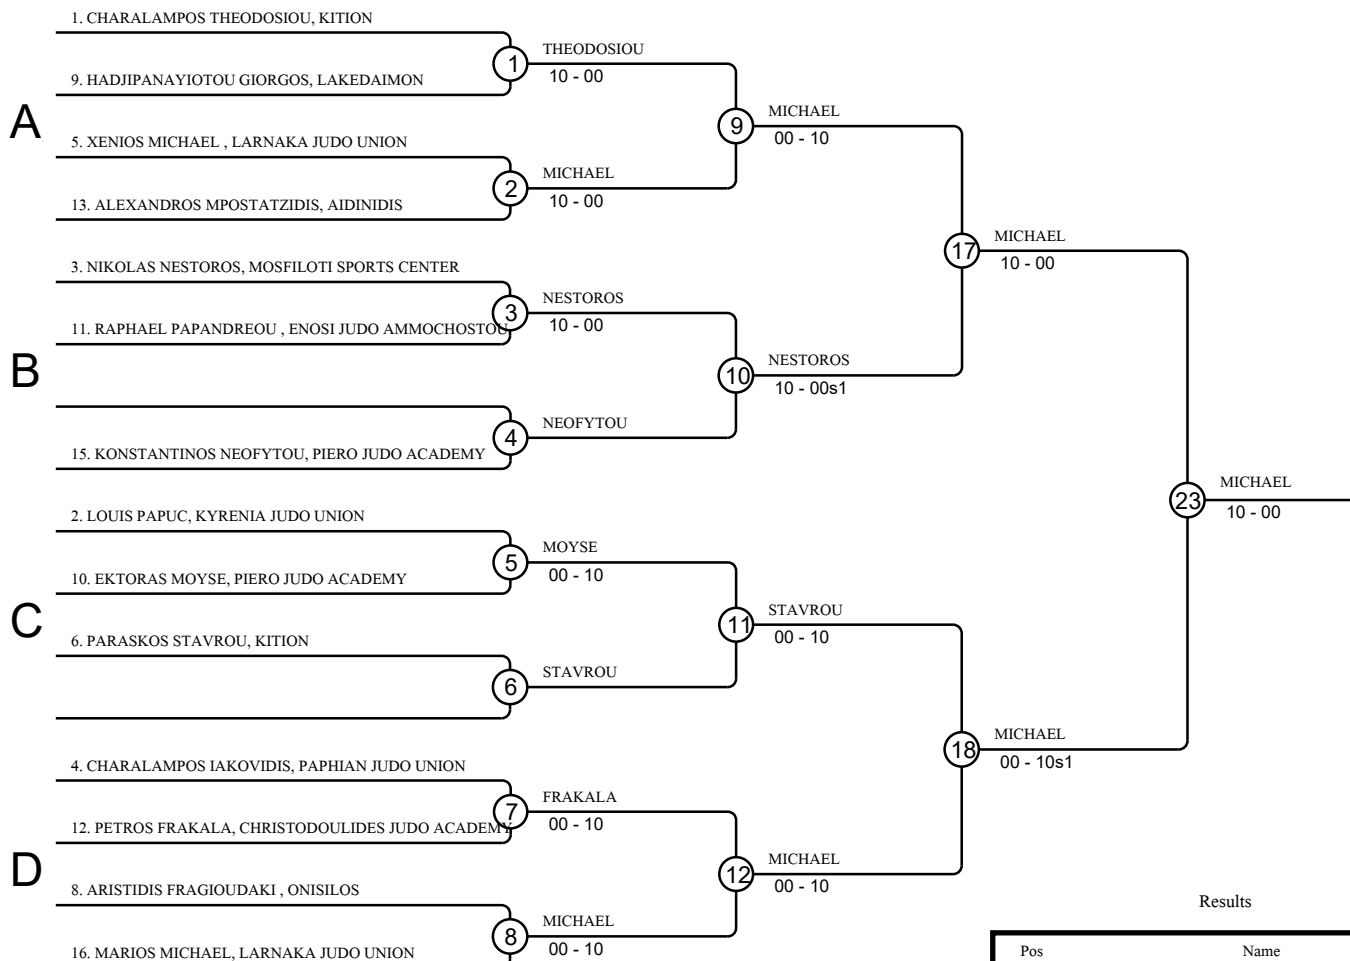 1. CHARALAMPOS THEODOSIOU, KITION
1
THEODOSIOU
10 - 00
9. HADJIPANAYIOTOU GIORGOS, LAKEDAIMON
A
9
MICHAEL
00 - 10
5. XENIOS MICHAEL , LARNAKA JUDO UNION
2
MICHAEL
10 - 00
13. ALEXANDROS MPOSTATZIDIS, AIDINIDIS
17
MICHAEL
10 - 00
3. NIKOLAS NESTOROS, MOSFILOTI SPORTS CENTER
3
NESTOROS
10 - 00
11. RAPHAEL PAPANDREOU , ENOSI JUDO AMMOCHOSTOU
B
10
NESTOROS
10 - 00s1
4
NEOFYTOU
15. KONSTANTINOS NEOFYTOU, PIERO JUDO ACADEMY
23
MICHAEL
10 - 00
2. LOUIS PAPUC, KYRENIA JUDO UNION
5
MOYSE
00 - 10
10. EKTORAS MOYSE, PIERO JUDO ACADEMY
C
11
STAVROU
00 - 10
6. PARASKOS STAVROU, KITION
6
STAVROU
18
MICHAEL
00 - 10s1
4. CHARALAMPOS IAKOVIDIS, PAPHIAN JUDO UNION
7
FRAKALA
00 - 10
12. PETROS FRAKALA, CHRISTODOULIDES JUDO ACADEMY
D
12
MICHAEL
00 - 10
8. ARISTIDIS FRAGIOUDAKI , ONISILOS
8
MICHAEL
00 - 10
16. MARIOS MICHAEL, LARNAKA JUDO UNION
Results
Pos Name